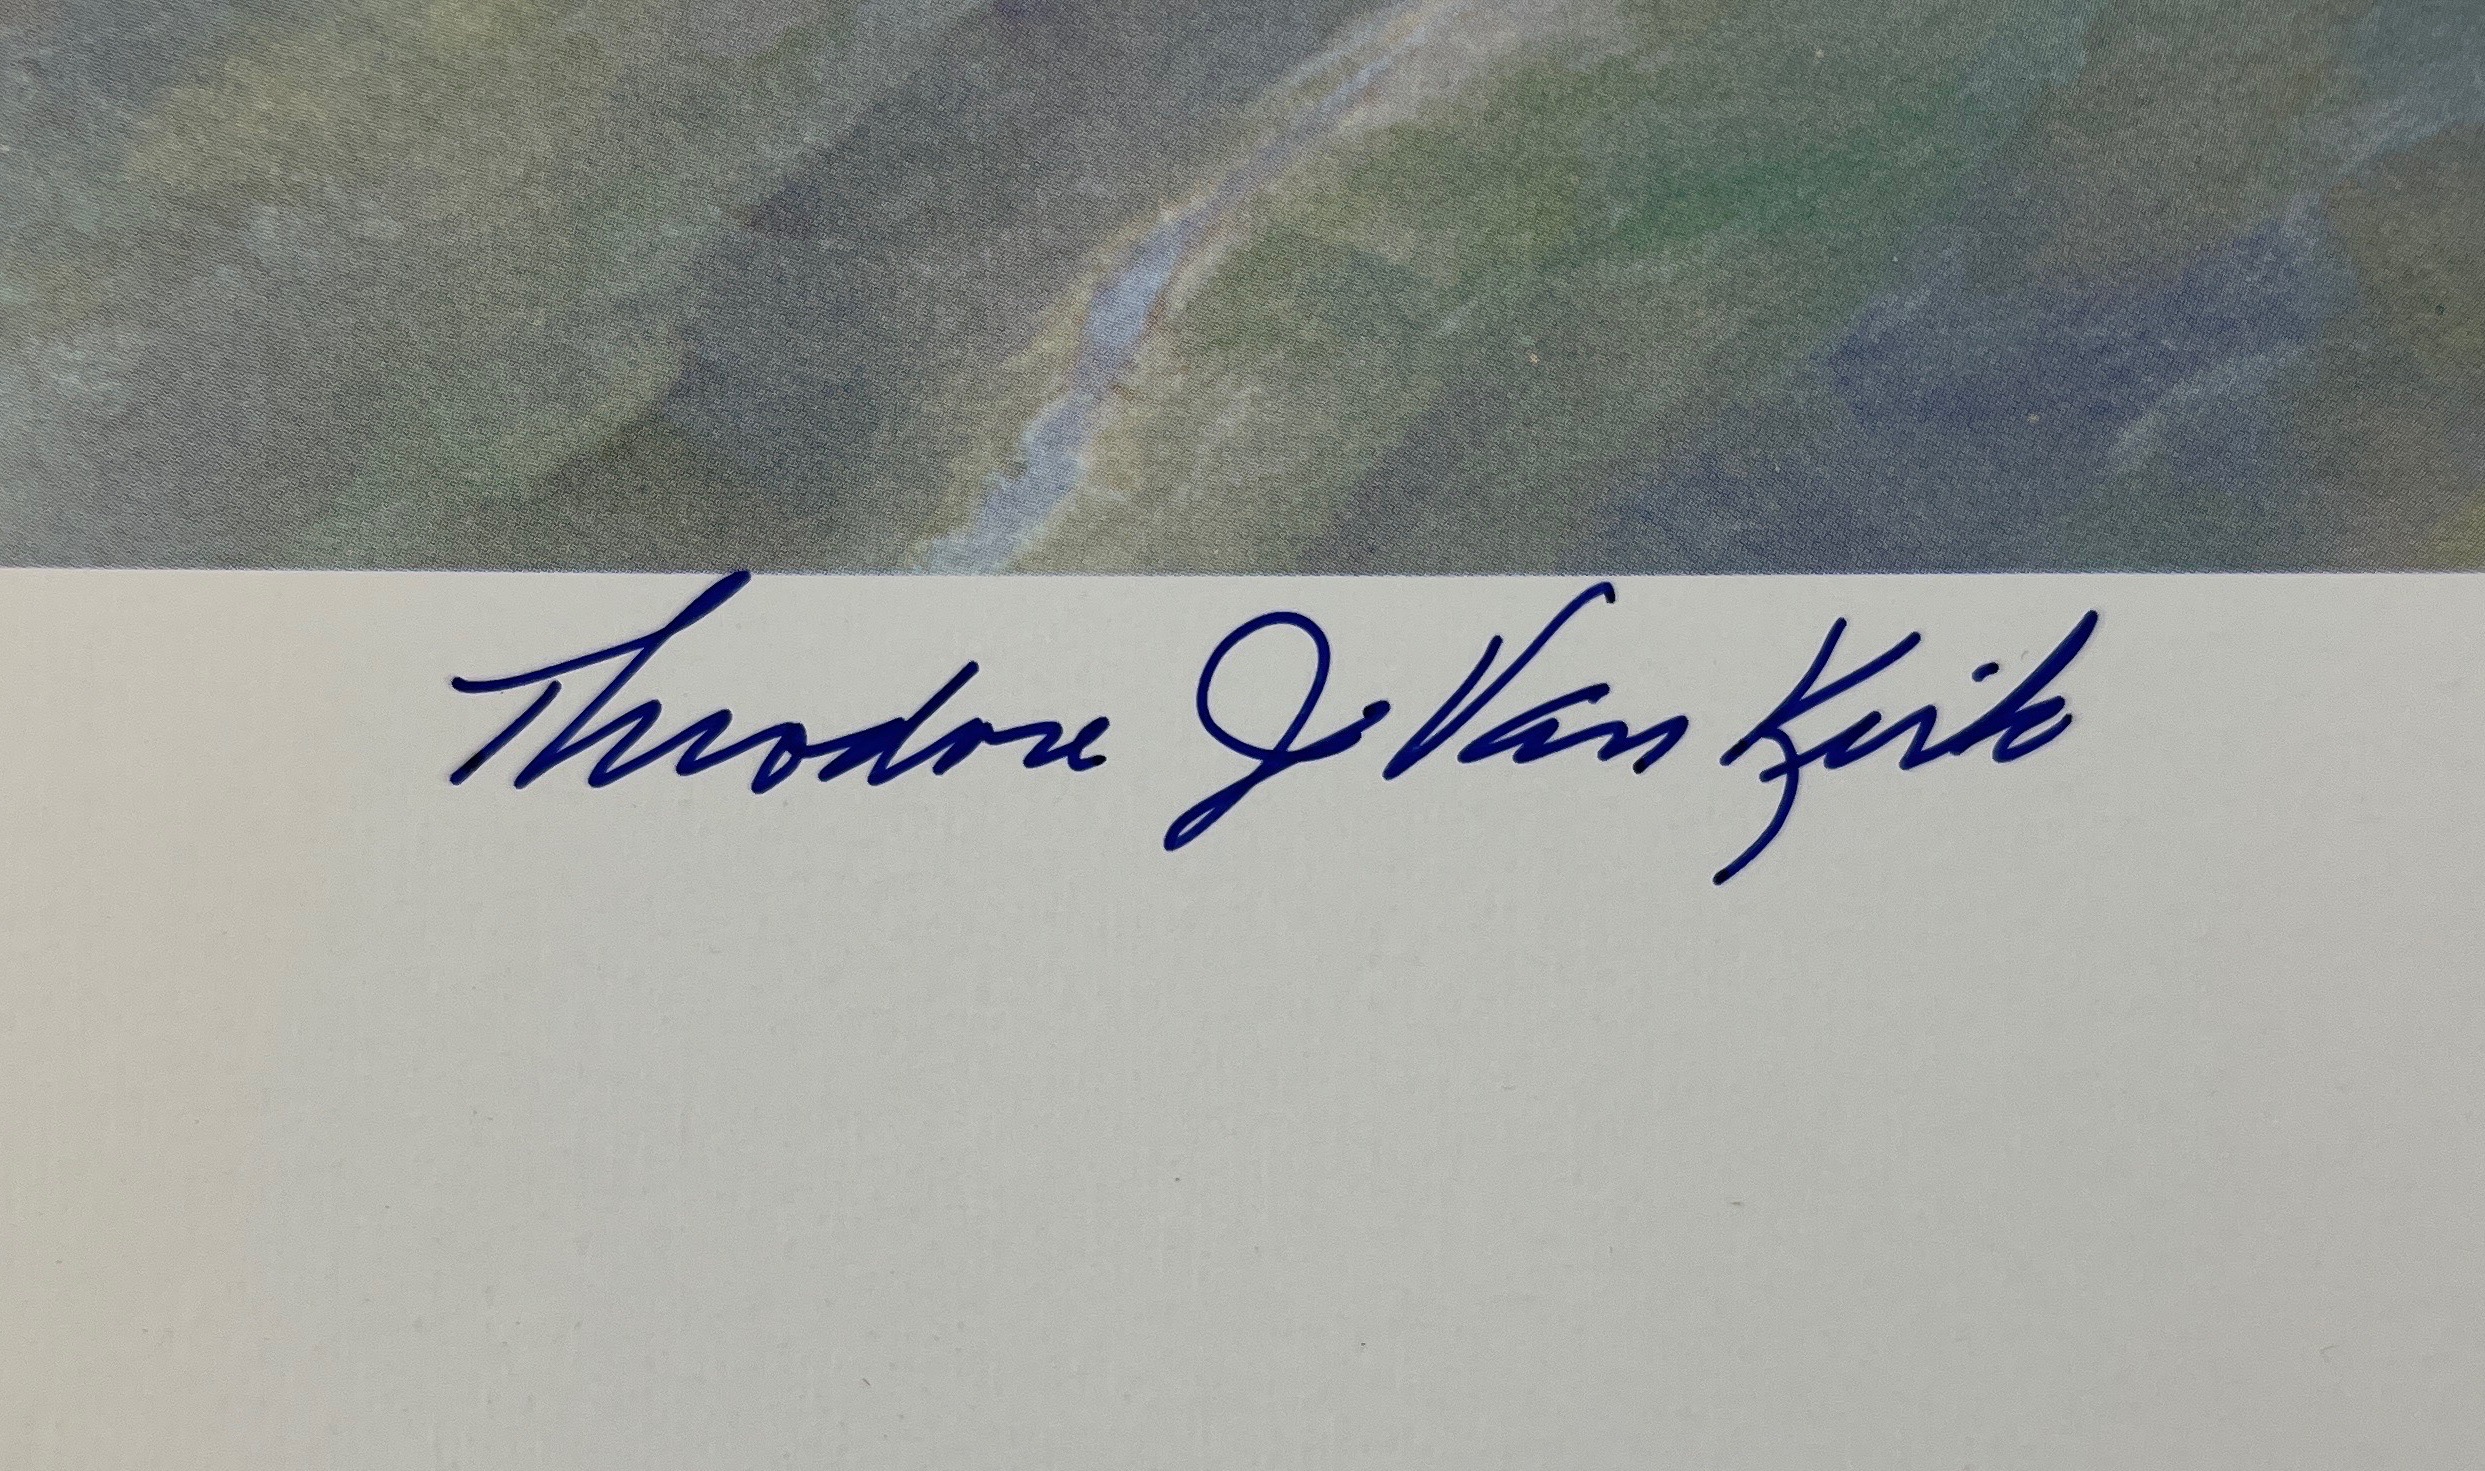 Theodore J Van Kirk